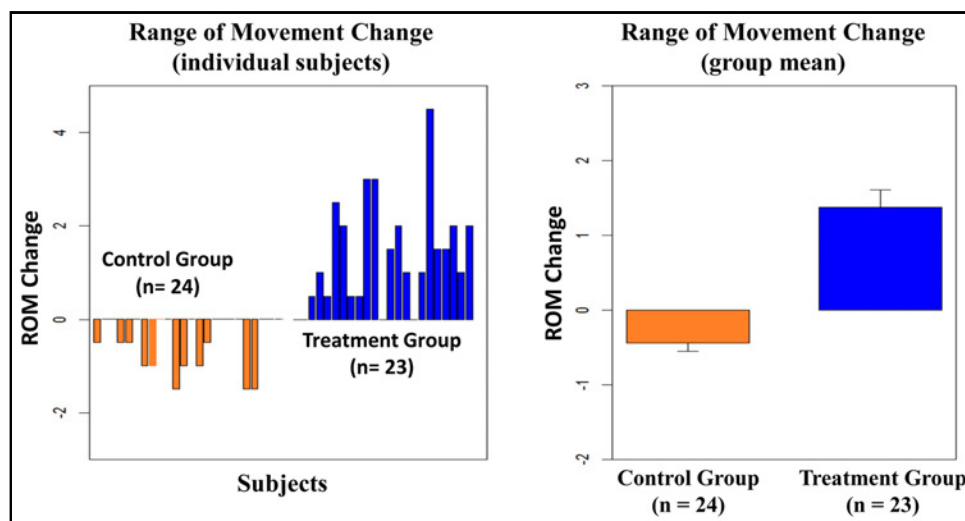 Range of Movement Change
(individual subjects)
ROM Change
4
2
0
-2
Control Group
(n= 24)
Treatment Group
(n= 23)
Subjects
Range of Movement Change
(group mean)
ROM Change
3
2
1
0
-1
-2
Control Group
(n = 24)
Treatment Group
(n = 23)